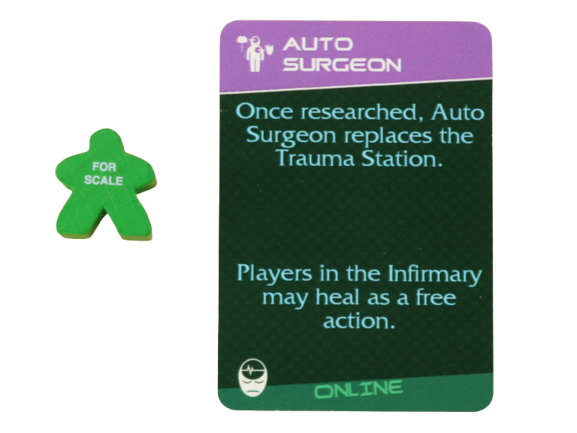 FOR
SCALE
AUTO
SURGEON
Once researched, Auto
Surgeon replaces the
Trauma Station.
Players in the Infirmary
may heal as a free
action.
ONLINE